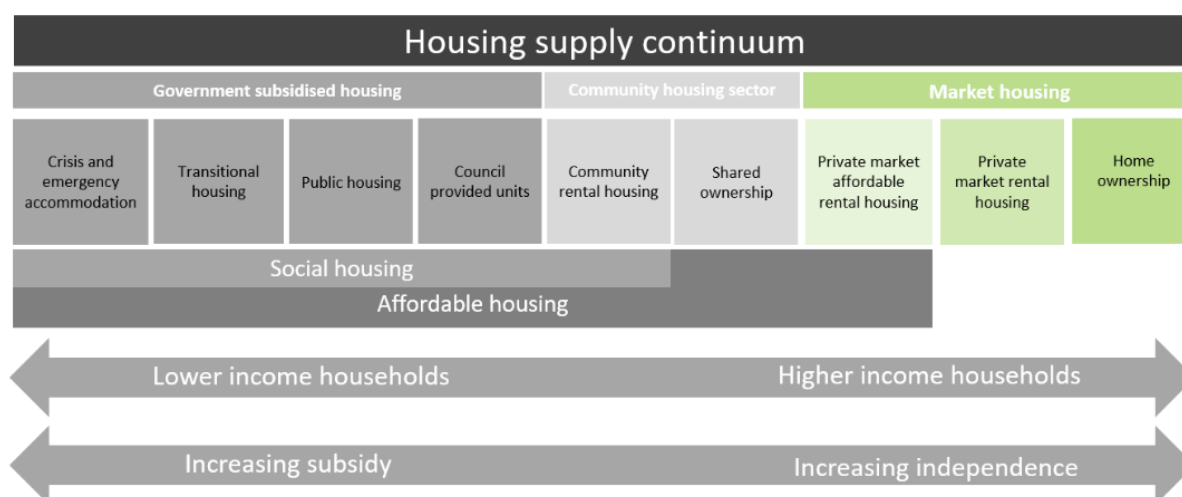 Housing supply continuum
Government subsidised housing
Community housing sector
Market housing
Crisis and
emergency
accommodation
Transitional
housing
Public housing
Council
provided units
Community
rental housing
Shared
ownership
Private market
affordable
rental housing
Private
market rental
housing
Home
ownership
Social housing
Affordable housing
Lower income households
Higher income households
Increasing subsidy
Increasing independence